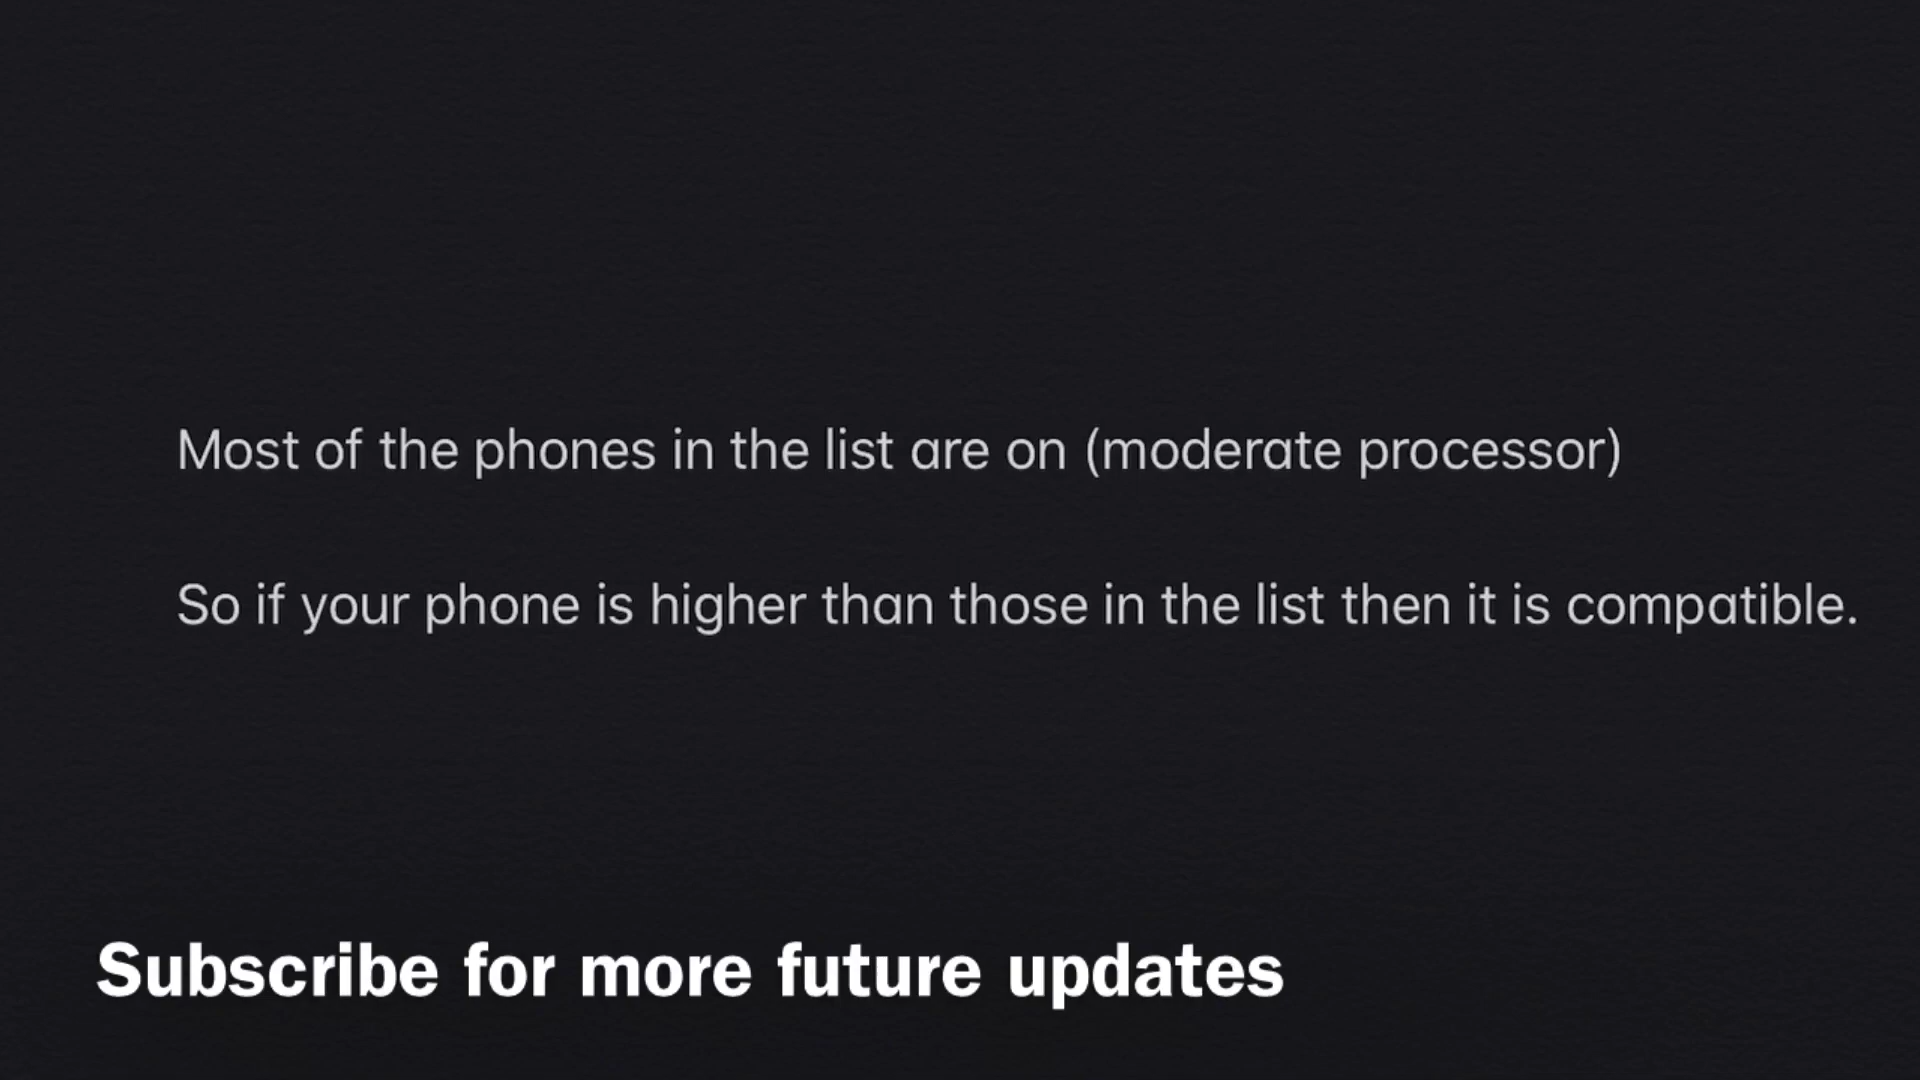 Most of the phones in the list are on (moderate processor)
So if your phone is higher than those in the list then it is compatible.
Subscribe for more future updates